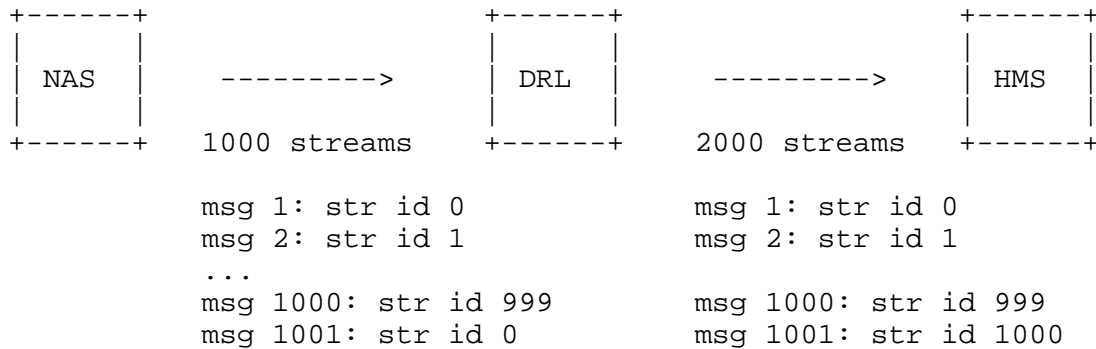 +------+                    +------+                    +------+
|      |                    |      |                    |      |
| NAS  |    --------->      | DRL  |    --------->      | HMS  |
|      |                    |      |                    |      |
+------+   1000 streams     +------+   2000 streams     +------+
msg 1: str id 0             msg 1: str id 0
msg 2: str id 1             msg 2: str id 1
...
msg 1000: str id 999        msg 1000: str id 999
msg 1001: str id 0          msg 1001: str id 1000